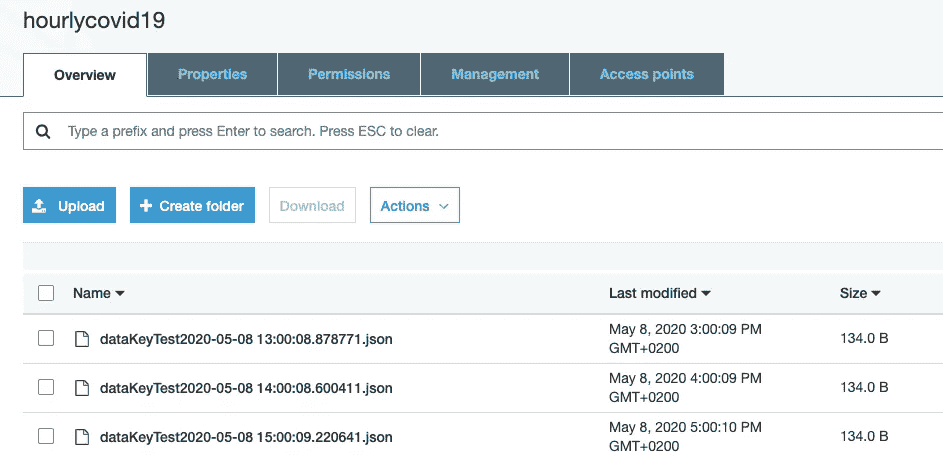 hourlycovid19
Overview Properties Permissions Management Access points
Type a prefix and press Enter to search. Press ESC to clear.
Upload Create folder Download Actions
Name Last modified Size
dataKeyTest2020-05-08 13:00:08.878771.json May 8, 2020 3:00:09 PM 134.0 B
GMT+0200
dataKeyTest2020-05-08 14:00:08.600411.json May 8, 2020 4:00:09 PM 134.0 B
GMT+0200
dataKeyTest2020-05-08 15:00:09.220641.json May 8, 2020 5:00:10 PM 134.0 B
GMT+0200